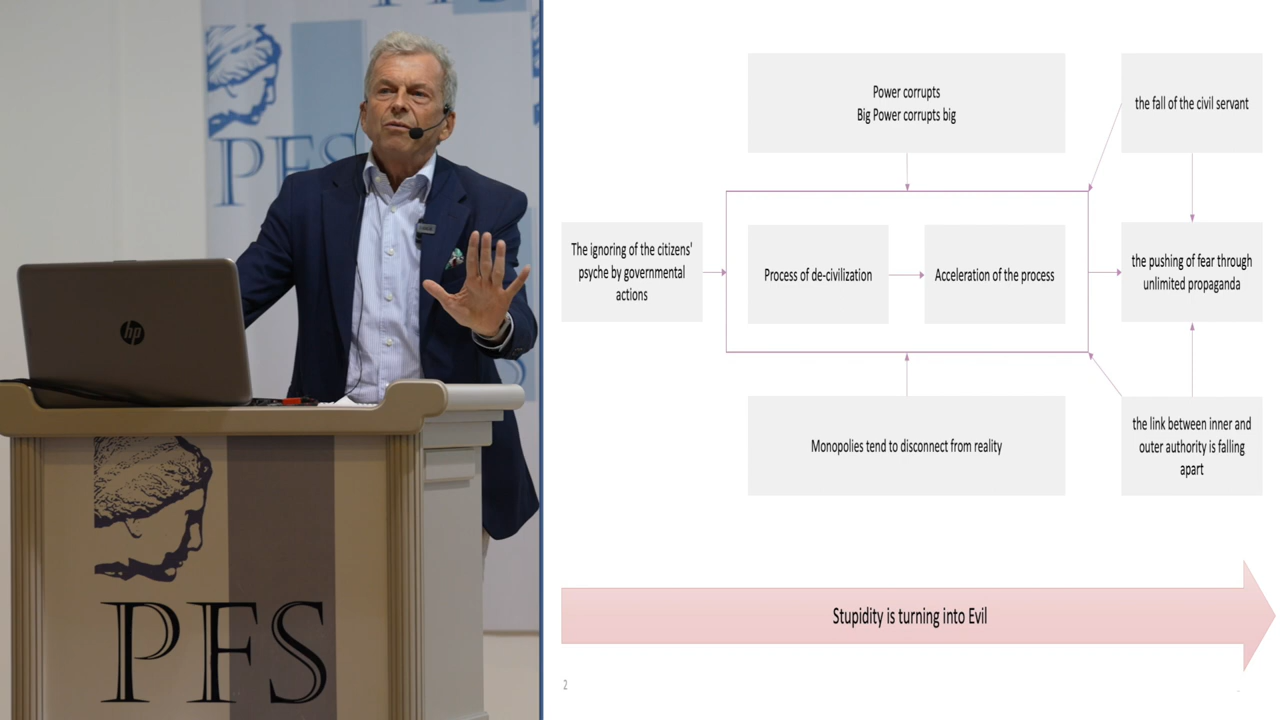 PFS
hp
PFS
Power corrupts
Big Power corrupts big
the fall of the civil servant
The ignoring of the citizens'
psyche by governmental
actions
Process of de-civilization
Acceleration of the process
the pushing of fear through
unlimited propaganda
Monopolies tend to disconnect from reality
the link between inner and
outer authority is falling
apart
Stupidity is turning into Evil
2